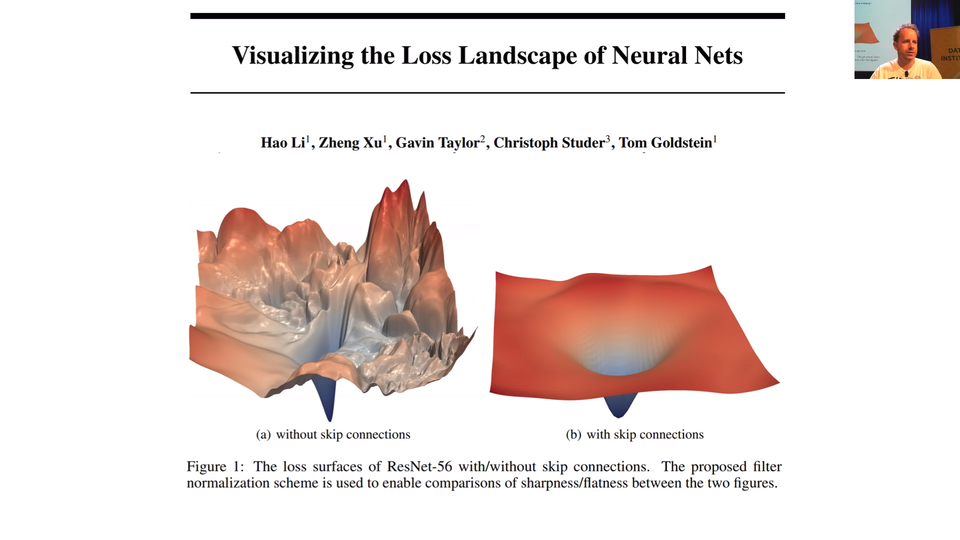 Visualizing the Loss Landscape of Neural Nets
Hao Li¹, Zheng Xu¹, Gavin Taylor², Christoph Studer³, Tom Goldstein¹
(a) without skip connections
(b) with skip connections
Figure 1: The loss surfaces of ResNet-56 with/without skip connections. The proposed filter
normalization scheme is used to enable comparisons of sharpness/flatness between the two figures.